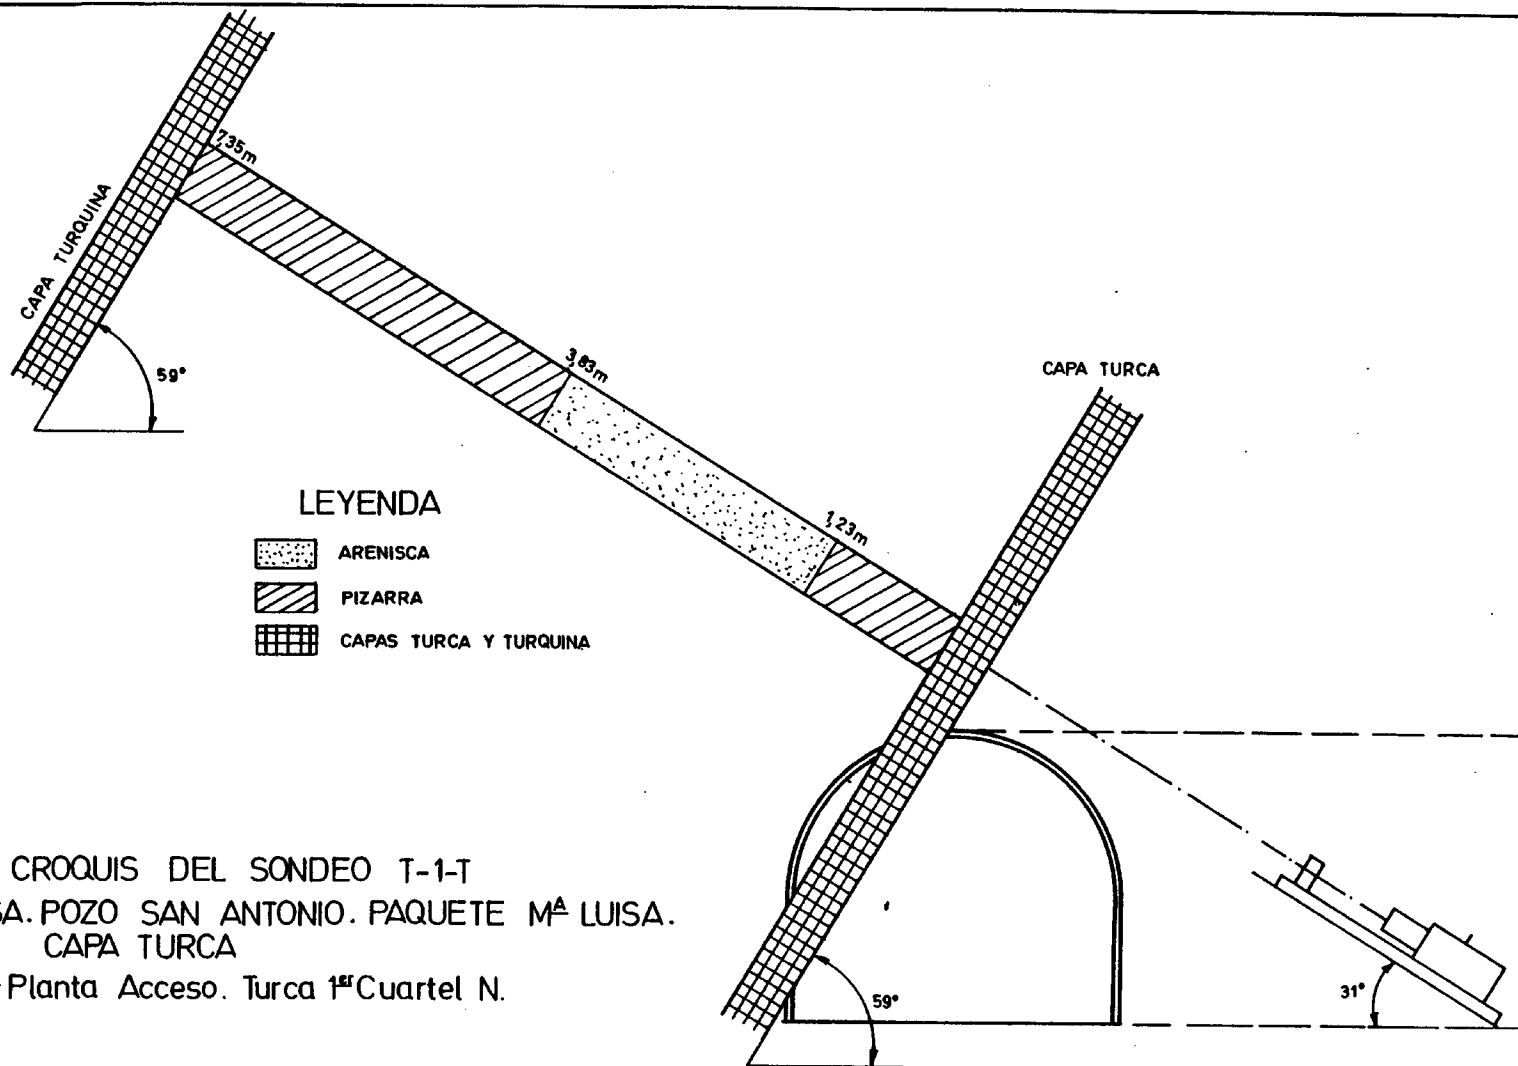 7,35m
CAPA TURQUINA
59°
3,83m
CAPA TURCA
1,23m
LEYENDA
ARENISCA
PIZARRA
CAPAS TURCA Y TURQUINA
CROQUIS DEL SONDEO T-1-T
POZO SAN ANTONIO. PAQUETE Mª LUISA.
CAPA TURCA
Planta Acceso. Turca 1er Cuartel N.
59°
31°